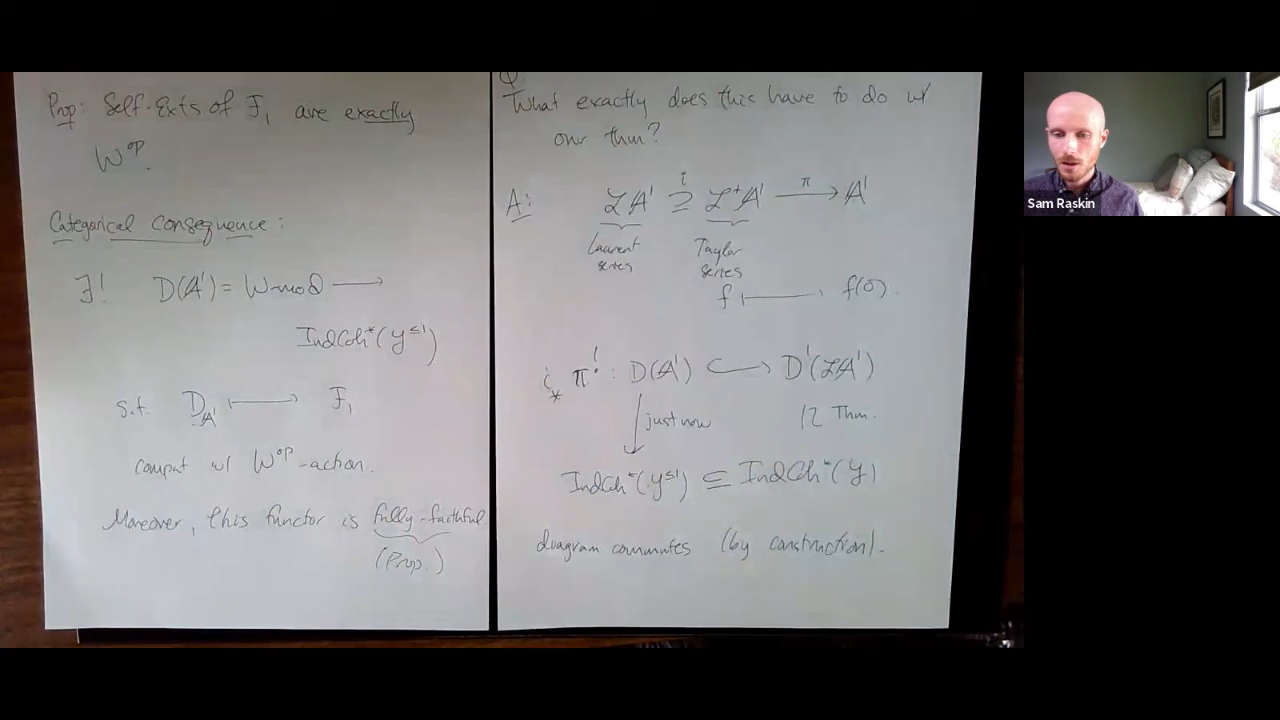 Prop: Self-Exts of F₁ are exactly
W^op.
Categorical consequence:
∃! D(A¹) = W-mod ⟶
IndCoh*(Y^≤1)
s.t. D_A¹ ⟼ F₁
compat w/ W^op-action.
Moreover, this functor is fully-faithful
(Prop.)
Q
What exactly does this have to do w/
our thm?
A: 𝓛A¹ ⊇ 𝓛⁺A¹ ⟶ A¹
i π
Laurent series
Taylor series
f ⟼ f(0).
i_* π^! : D(A¹) ↪ D^!(𝓛A¹)
just now
Thm.
IndCoh*(Y^≤1) ⊆ IndCoh*(Y)
diagram commutes (by construction).
Sam Raskin